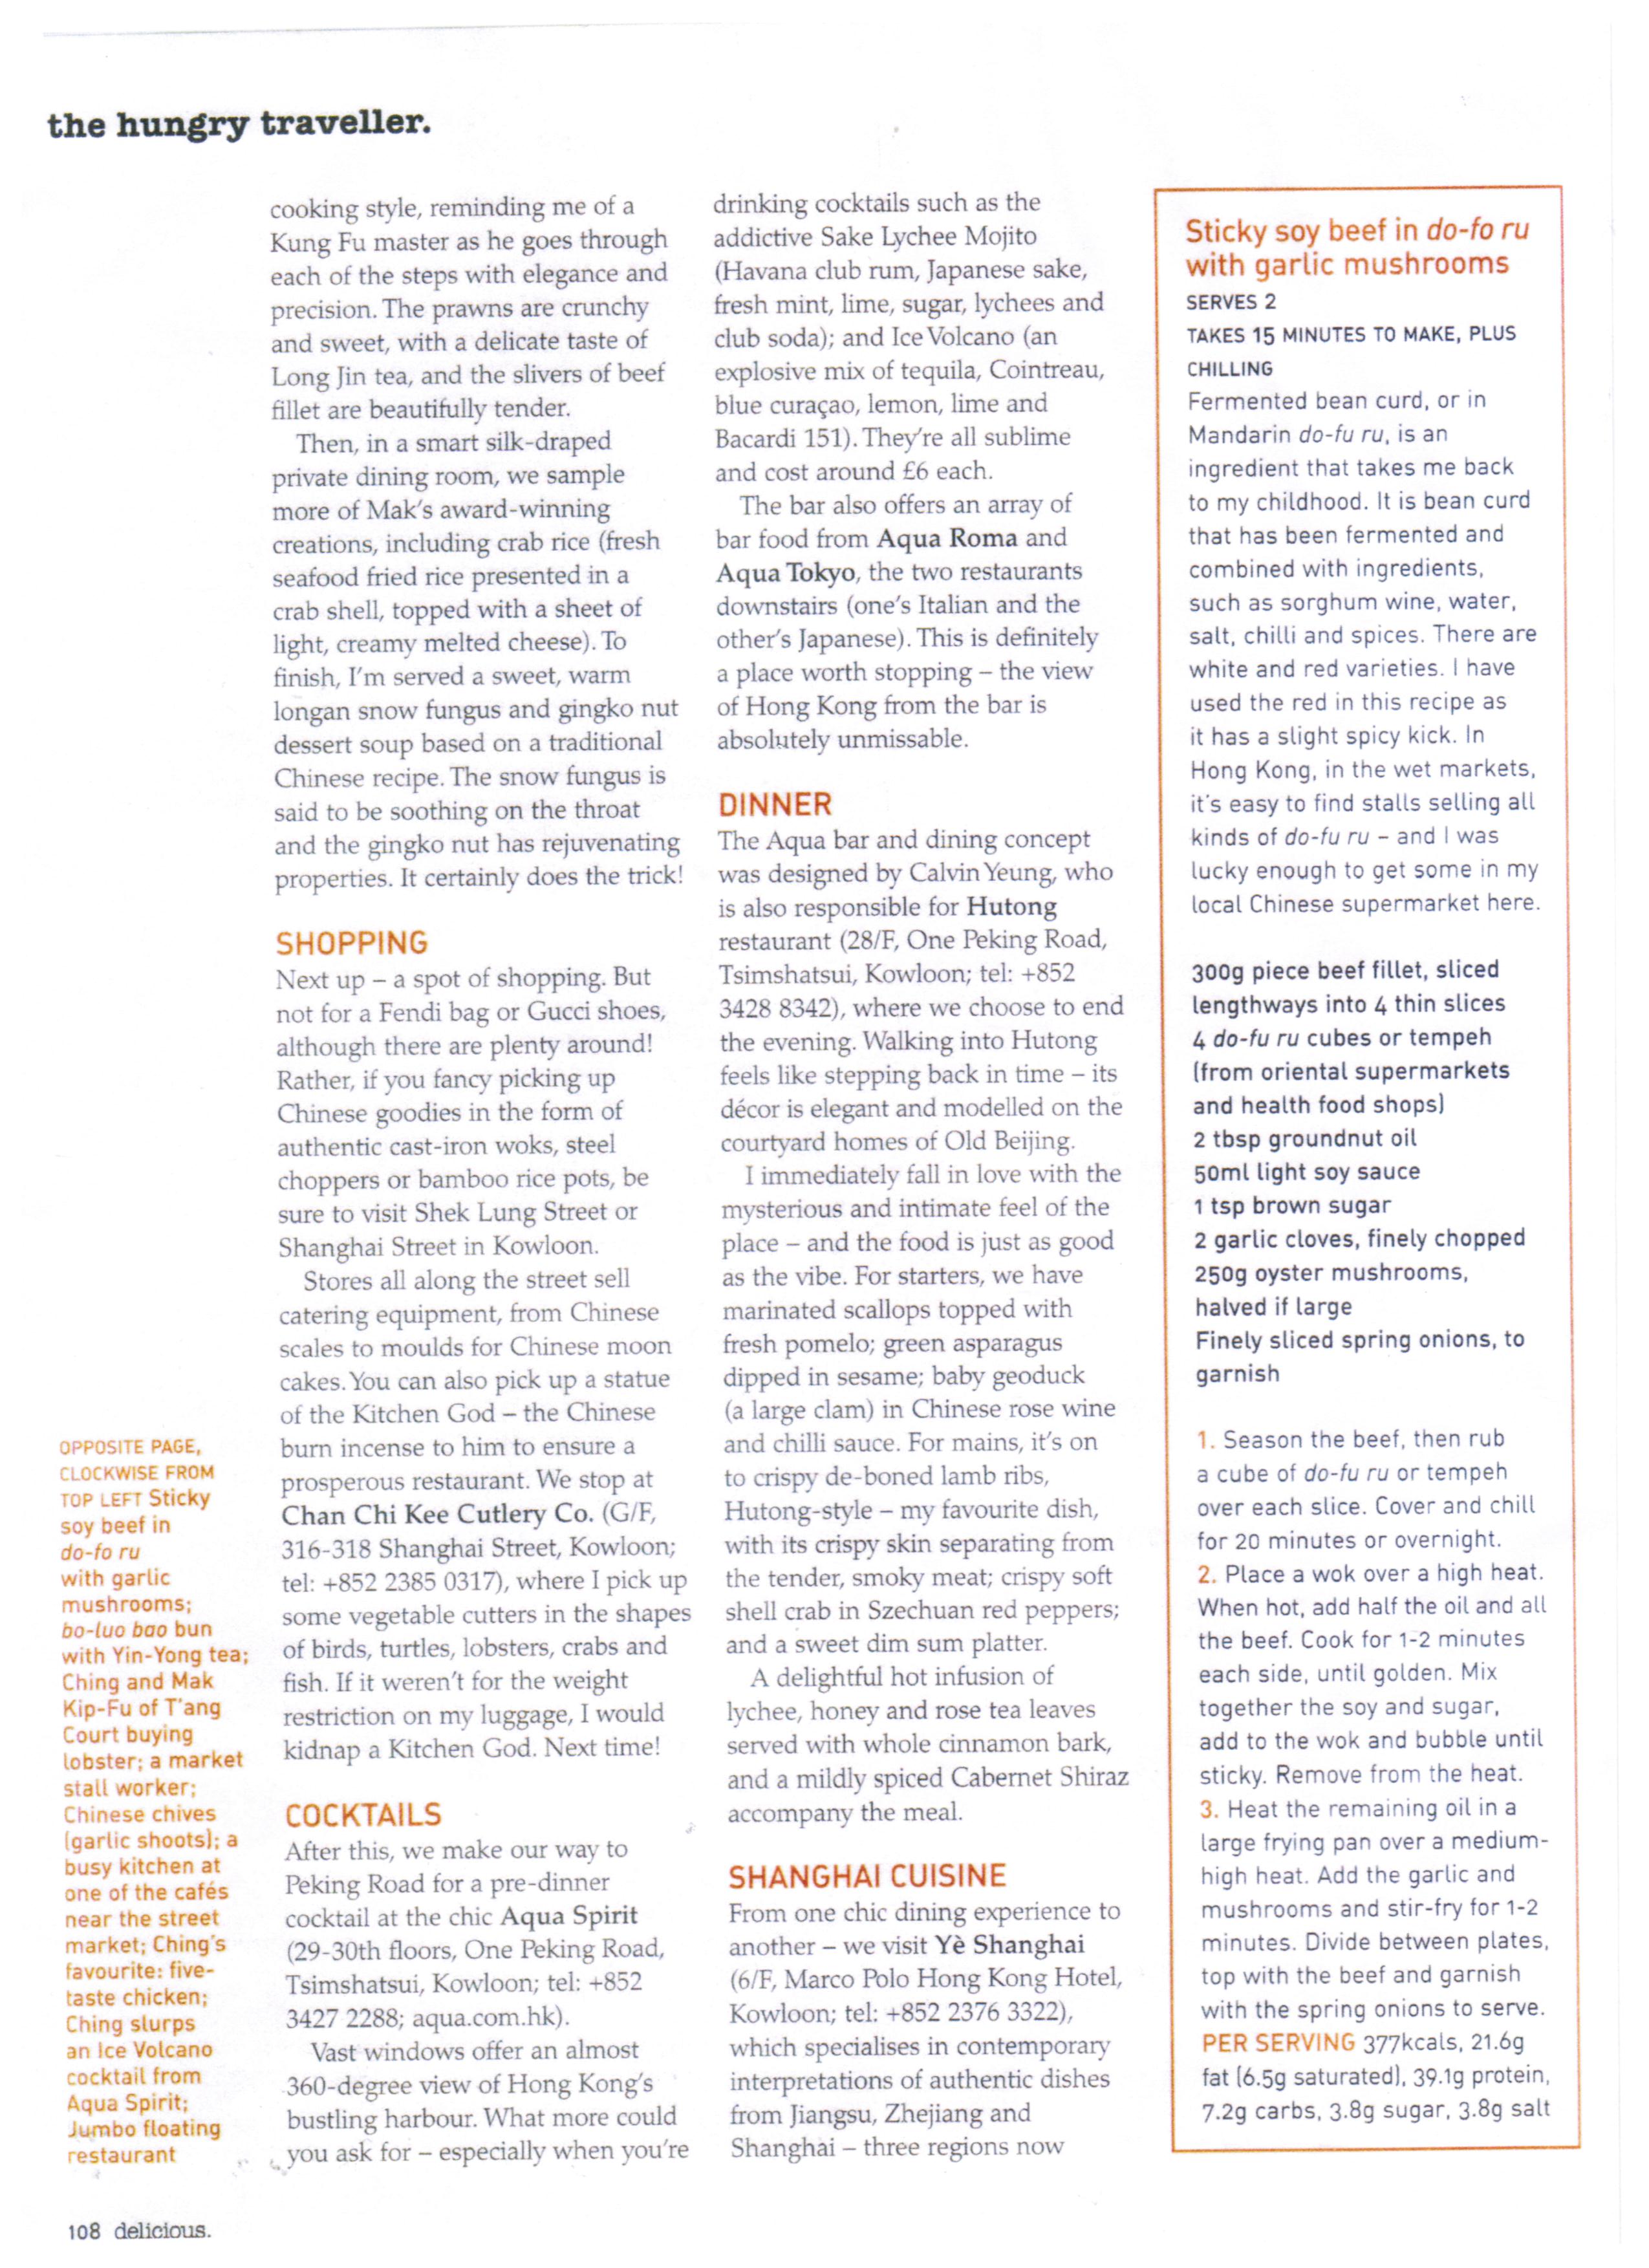 the hungry traveller.
cooking style, reminding me of a
Kung Fu master as he goes through
each of the steps with elegance and
precision. The prawns are crunchy
and sweet, with a delicate taste of
Long Jin tea, and the slivers of beef
fillet are beautifully tender.
Then, in a smart silk-draped
private dining room, we sample
more of Mak's award-winning
creations, including crab rice (fresh
seafood fried rice presented in a
crab shell, topped with a sheet of
light, creamy melted cheese). To
finish, I'm served a sweet, warm
longan snow fungus and gingko nut
dessert soup based on a traditional
Chinese recipe. The snow fungus is
said to be soothing on the throat
and the gingko nut has rejuvenating
properties. It certainly does the trick!
SHOPPING
Next up – a spot of shopping. But
not for a Fendi bag or Gucci shoes,
although there are plenty around!
Rather, if you fancy picking up
Chinese goodies in the form of
authentic cast-iron woks, steel
choppers or bamboo rice pots, be
sure to visit Shek Lung Street or
Shanghai Street in Kowloon.
Stores all along the street sell
catering equipment, from Chinese
scales to moulds for Chinese moon
cakes. You can also pick up a statue
of the Kitchen God – the Chinese
burn incense to him to ensure a
prosperous restaurant. We stop at
Chan Chi Kee Cutlery Co. (G/F,
316-318 Shanghai Street, Kowloon;
tel: +852 2385 0317), where I pick up
some vegetable cutters in the shapes
of birds, turtles, lobsters, crabs and
fish. If it weren't for the weight
restriction on my luggage, I would
kidnap a Kitchen God. Next time!
COCKTAILS
After this, we make our way to
Peking Road for a pre-dinner
cocktail at the chic Aqua Spirit
(29-30th floors, One Peking Road,
Tsimshatsui, Kowloon; tel: +852
3427 2288; aqua.com.hk).
Vast windows offer an almost
360-degree view of Hong Kong's
bustling harbour. What more could
you ask for – especially when you're
drinking cocktails such as the
addictive Sake Lychee Mojito
(Havana club rum, Japanese sake,
fresh mint, lime, sugar, lychees and
club soda); and Ice Volcano (an
explosive mix of tequila, Cointreau,
blue curaçao, lemon, lime and
Bacardi 151). They're all sublime
and cost around £6 each.
The bar also offers an array of
bar food from Aqua Roma and
Aqua Tokyo, the two restaurants
downstairs (one's Italian and the
other's Japanese). This is definitely
a place worth stopping – the view
of Hong Kong from the bar is
absolutely unmissable.
DINNER
The Aqua bar and dining concept
was designed by Calvin Yeung, who
is also responsible for Hutong
restaurant (28/F, One Peking Road,
Tsimshatsui, Kowloon; tel: +852
3428 8342), where we choose to end
the evening. Walking into Hutong
feels like stepping back in time – its
décor is elegant and modelled on the
courtyard homes of Old Beijing.
I immediately fall in love with the
mysterious and intimate feel of the
place – and the food is just as good
as the vibe. For starters, we have
marinated scallops topped with
fresh pomelo; green asparagus
dipped in sesame; baby geoduck
(a large clam) in Chinese rose wine
and chilli sauce. For mains, it's on
to crispy de-boned lamb ribs,
Hutong-style – my favourite dish,
with its crispy skin separating from
the tender, smoky meat; crispy soft
shell crab in Szechuan red peppers;
and a sweet dim sum platter.
A delightful hot infusion of
lychee, honey and rose tea leaves
served with whole cinnamon bark,
and a mildly spiced Cabernet Shiraz
accompany the meal.
SHANGHAI CUISINE
From one chic dining experience to
another – we visit Yè Shanghai
(6/F, Marco Polo Hong Kong Hotel,
Kowloon; tel: +852 2376 3322),
which specialises in contemporary
interpretations of authentic dishes
from Jiangsu, Zhejiang and
Shanghai – three regions now
Sticky soy beef in do-fo ru
with garlic mushrooms
SERVES 2
TAKES 15 MINUTES TO MAKE, PLUS
CHILLING
Fermented bean curd, or in
Mandarin do-fu ru, is an
ingredient that takes me back
to my childhood. It is bean curd
that has been fermented and
combined with ingredients,
such as sorghum wine, water,
salt, chilli and spices. There are
white and red varieties. I have
used the red in this recipe as
it has a slight spicy kick. In
Hong Kong, in the wet markets,
it's easy to find stalls selling all
kinds of do-fu ru – and I was
lucky enough to get some in my
local Chinese supermarket here.
300g piece beef fillet, sliced
lengthways into 4 thin slices
4 do-fu ru cubes or tempeh
(from oriental supermarkets
and health food shops)
2 tbsp groundnut oil
50ml light soy sauce
1 tsp brown sugar
2 garlic cloves, finely chopped
250g oyster mushrooms,
halved if large
Finely sliced spring onions, to
garnish
1. Season the beef, then rub
a cube of do-fu ru or tempeh
over each slice. Cover and chill
for 20 minutes or overnight.
2. Place a wok over a high heat.
When hot, add half the oil and all
the beef. Cook for 1-2 minutes
each side, until golden. Mix
together the soy and sugar,
add to the wok and bubble until
sticky. Remove from the heat.
3. Heat the remaining oil in a
large frying pan over a medium-
high heat. Add the garlic and
mushrooms and stir-fry for 1-2
minutes. Divide between plates,
top with the beef and garnish
with the spring onions to serve.
PER SERVING 377kcals, 21.6g
fat (6.5g saturated), 39.1g protein,
7.2g carbs, 3.8g sugar, 3.8g salt
OPPOSITE PAGE,
CLOCKWISE FROM
TOP LEFT Sticky
soy beef in
do-fo ru
with garlic
mushrooms;
bo-luo bao bun
with Yin-Yong tea;
Ching and Mak
Kip-Fu of T'ang
Court buying
lobster; a market
stall worker;
Chinese chives
(garlic shoots); a
busy kitchen at
one of the cafés
near the street
market; Ching's
favourite: five-
taste chicken;
Ching slurps
an Ice Volcano
cocktail from
Aqua Spirit;
Jumbo floating
restaurant
108 delicious.